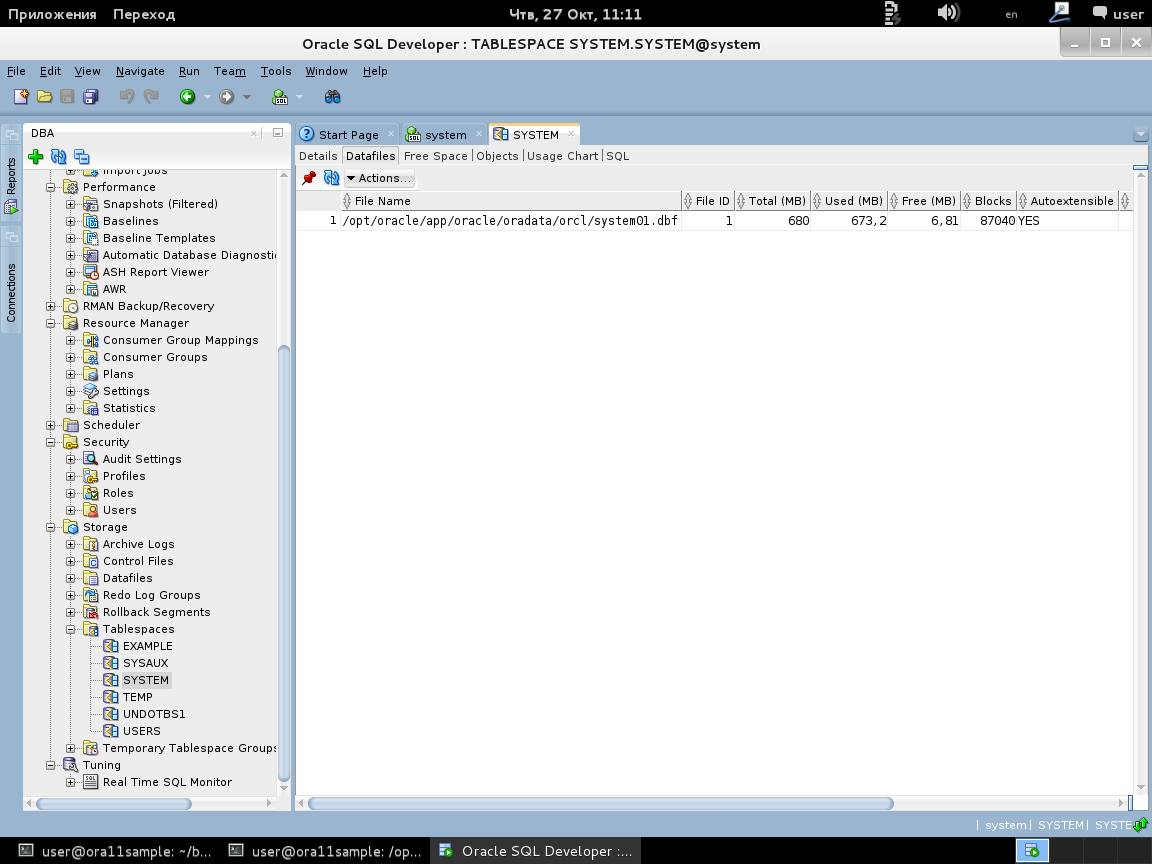 Приложения Переход Чтв, 27 Окт, 11:11 en user
Oracle SQL Developer : TABLESPACE SYSTEM.SYSTEM@system
File Edit View Navigate Run Team Tools Window Help
Reports
Connections
DBA
Import Jobs
Performance
Snapshots (Filtered)
Baselines
Baseline Templates
Automatic Database Diagnosti
ASH Report Viewer
AWR
RMAN Backup/Recovery
Resource Manager
Consumer Group Mappings
Consumer Groups
Plans
Settings
Statistics
Scheduler
Security
Audit Settings
Profiles
Roles
Users
Storage
Archive Logs
Control Files
Datafiles
Redo Log Groups
Rollback Segments
Tablespaces
EXAMPLE
SYSAUX
SYSTEM
TEMP
UNDOTBS1
USERS
Temporary Tablespace Groups
Tuning
Real Time SQL Monitor
Start Page system SYSTEM
Details Datafiles Free Space | Objects | Usage Chart | SQL
Actions...
File Name File ID Total (MB) Used (MB) Free (MB) Blocks Autoextensible
1 /opt/oracle/app/oracle/oradata/orcl/system01.dbf 1 680 673,2 6,81 87040 YES
| system | SYSTEM | SYSTE
user@ora11sample: ~/b... user@ora11sample: /op... Oracle SQL Developer :...